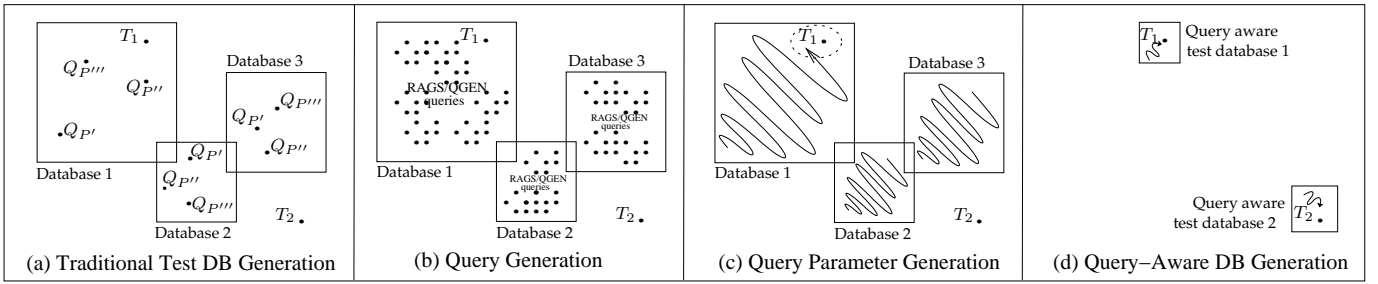 T1
Q P'''
Q P''
Q P'
Database 1
Database 3
Q P'''
Q P'
Q P''
Q P'
Q P''
Q P'''
Database 2
T2
(a) Traditional Test DB Generation
T1
RAGS/QGEN
queries
Database 1
Database 3
RAGS/QGEN
queries
RAGS/QGEN
queries
Database 2
T2
(b) Query Generation
T1
Database 1
Database 3
Database 2
T2
(c) Query Parameter Generation
T1
Query aware
test database 1
Query aware
test database 2
T2
(d) Query−Aware DB Generation